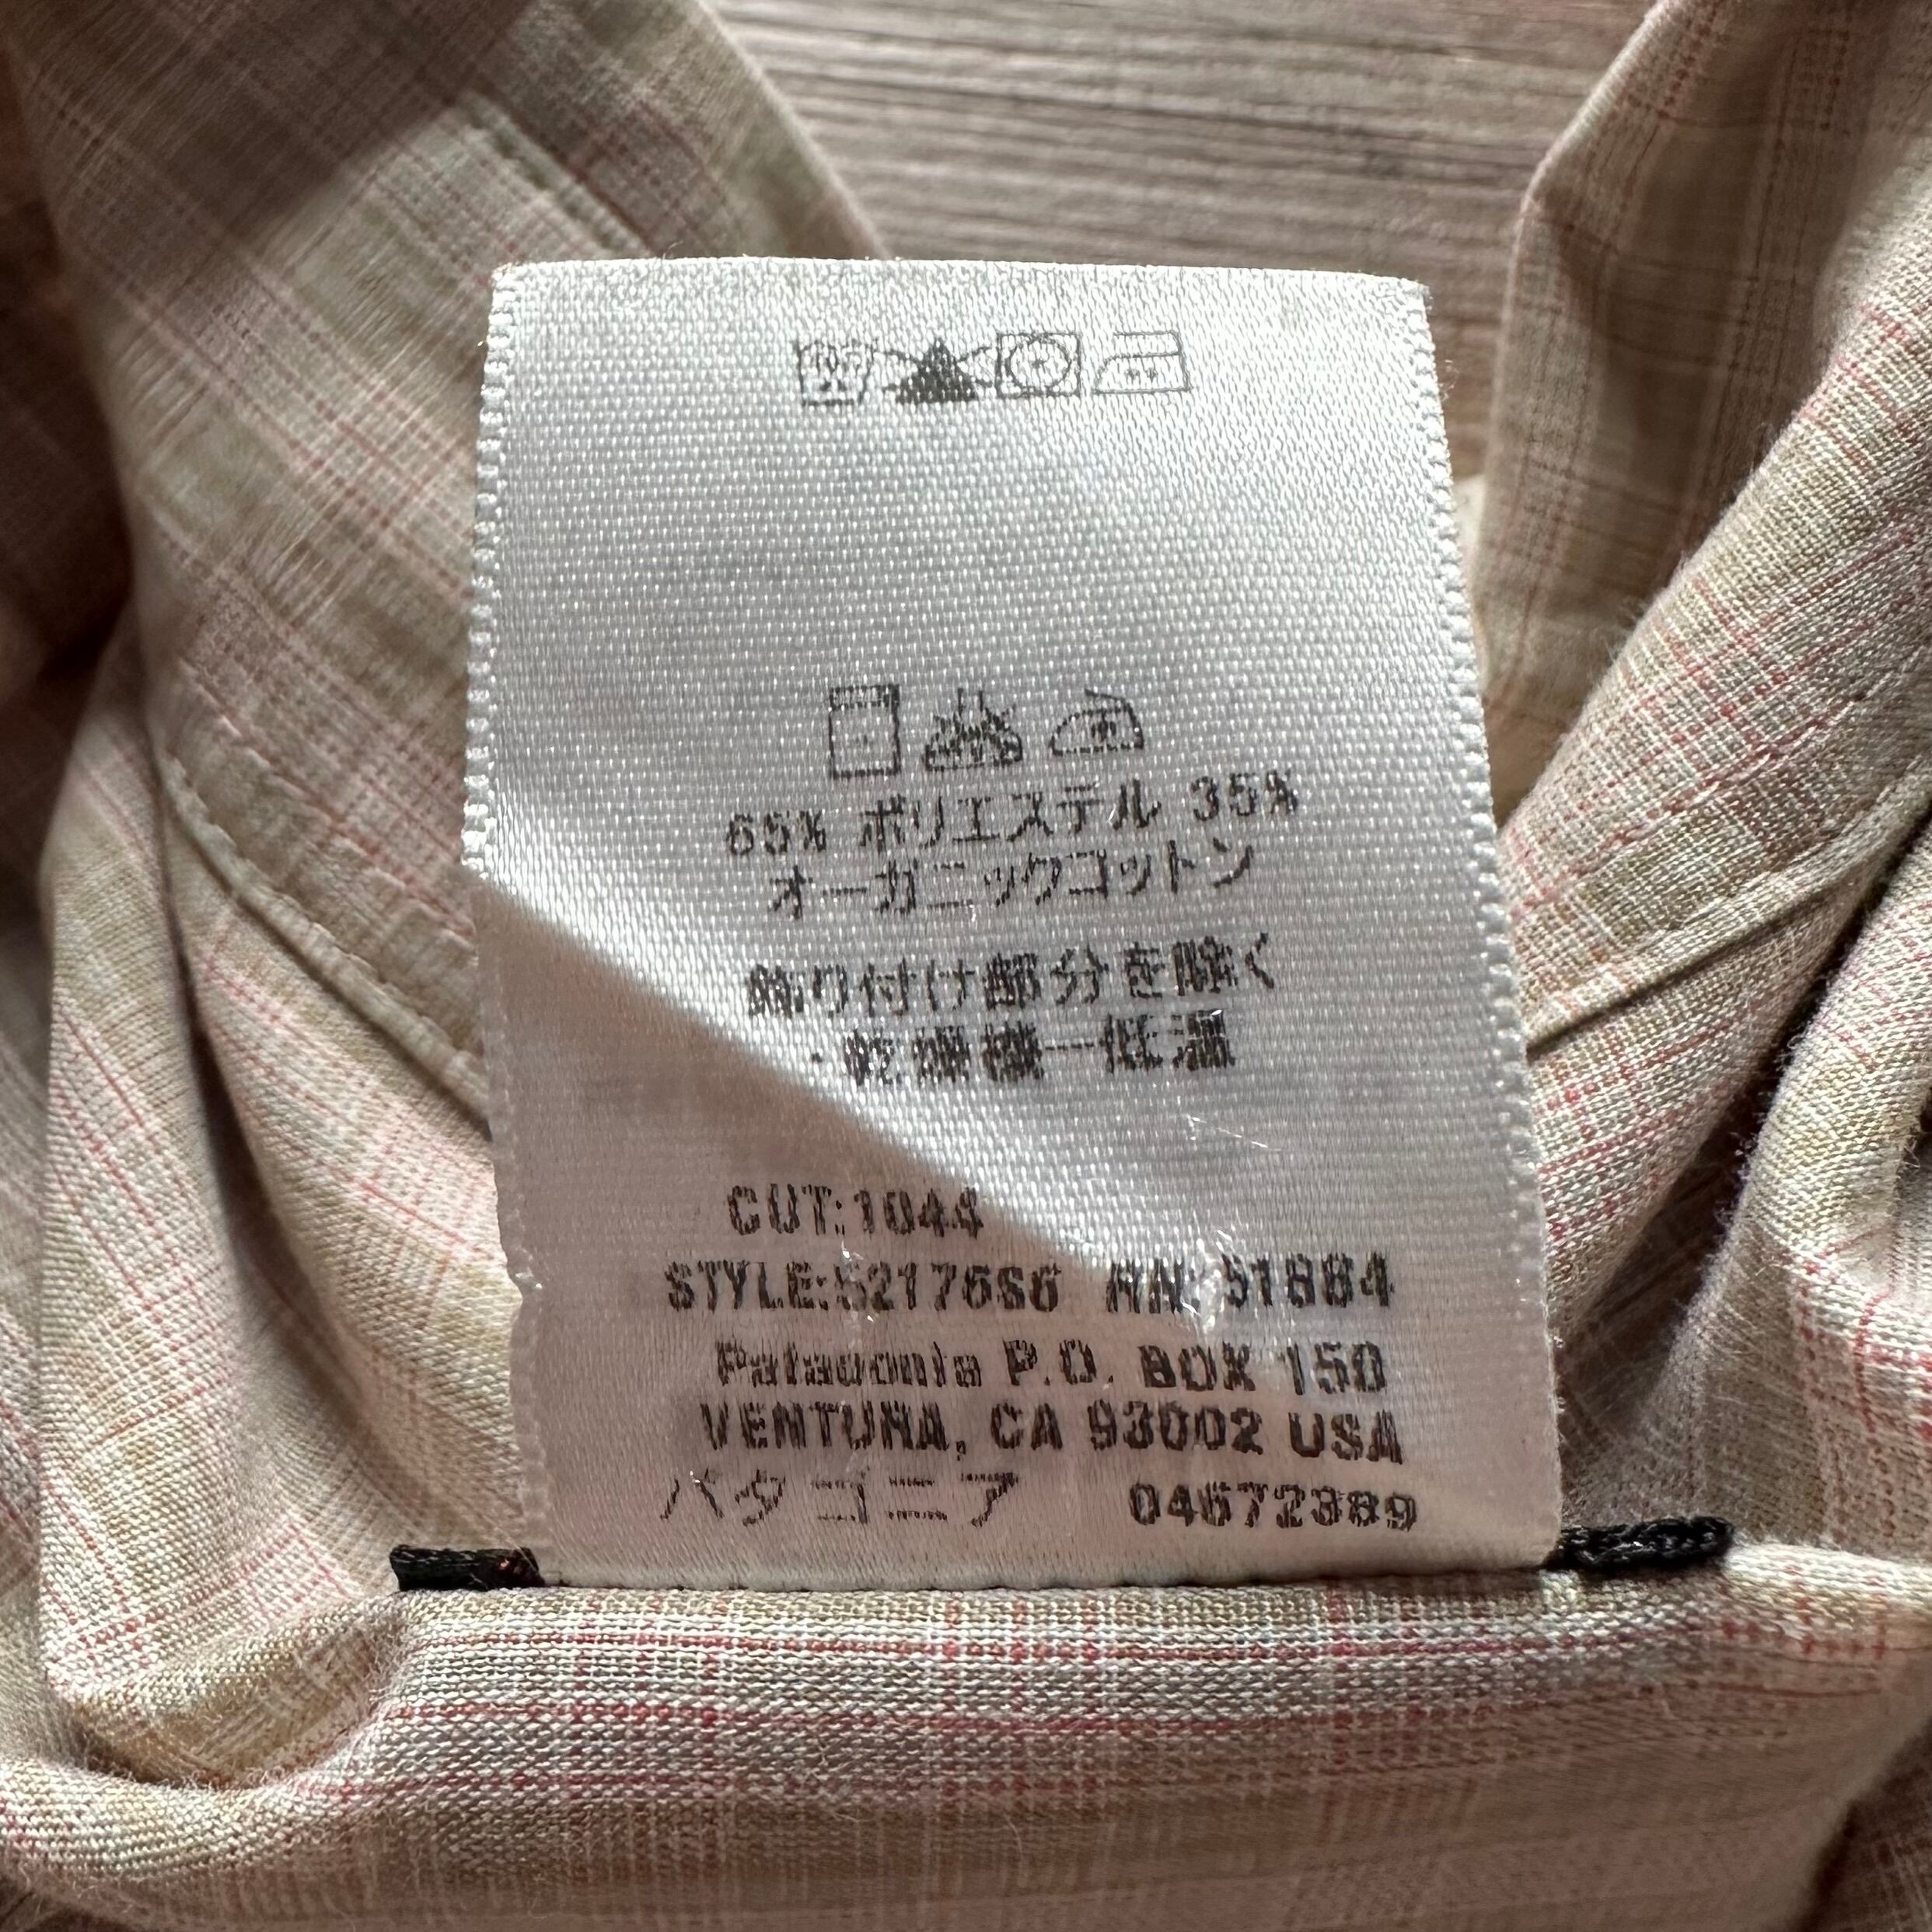 65% ポリエステル 35%
オーガニックコットン
飾り付け部分を除く
・乾燥機一低温
CUT:1044
STYLE:52176S6 RN:51884
Patagonia P.O. BOX 150
VENTURA, CA 93002 USA
パタゴニア 04672389